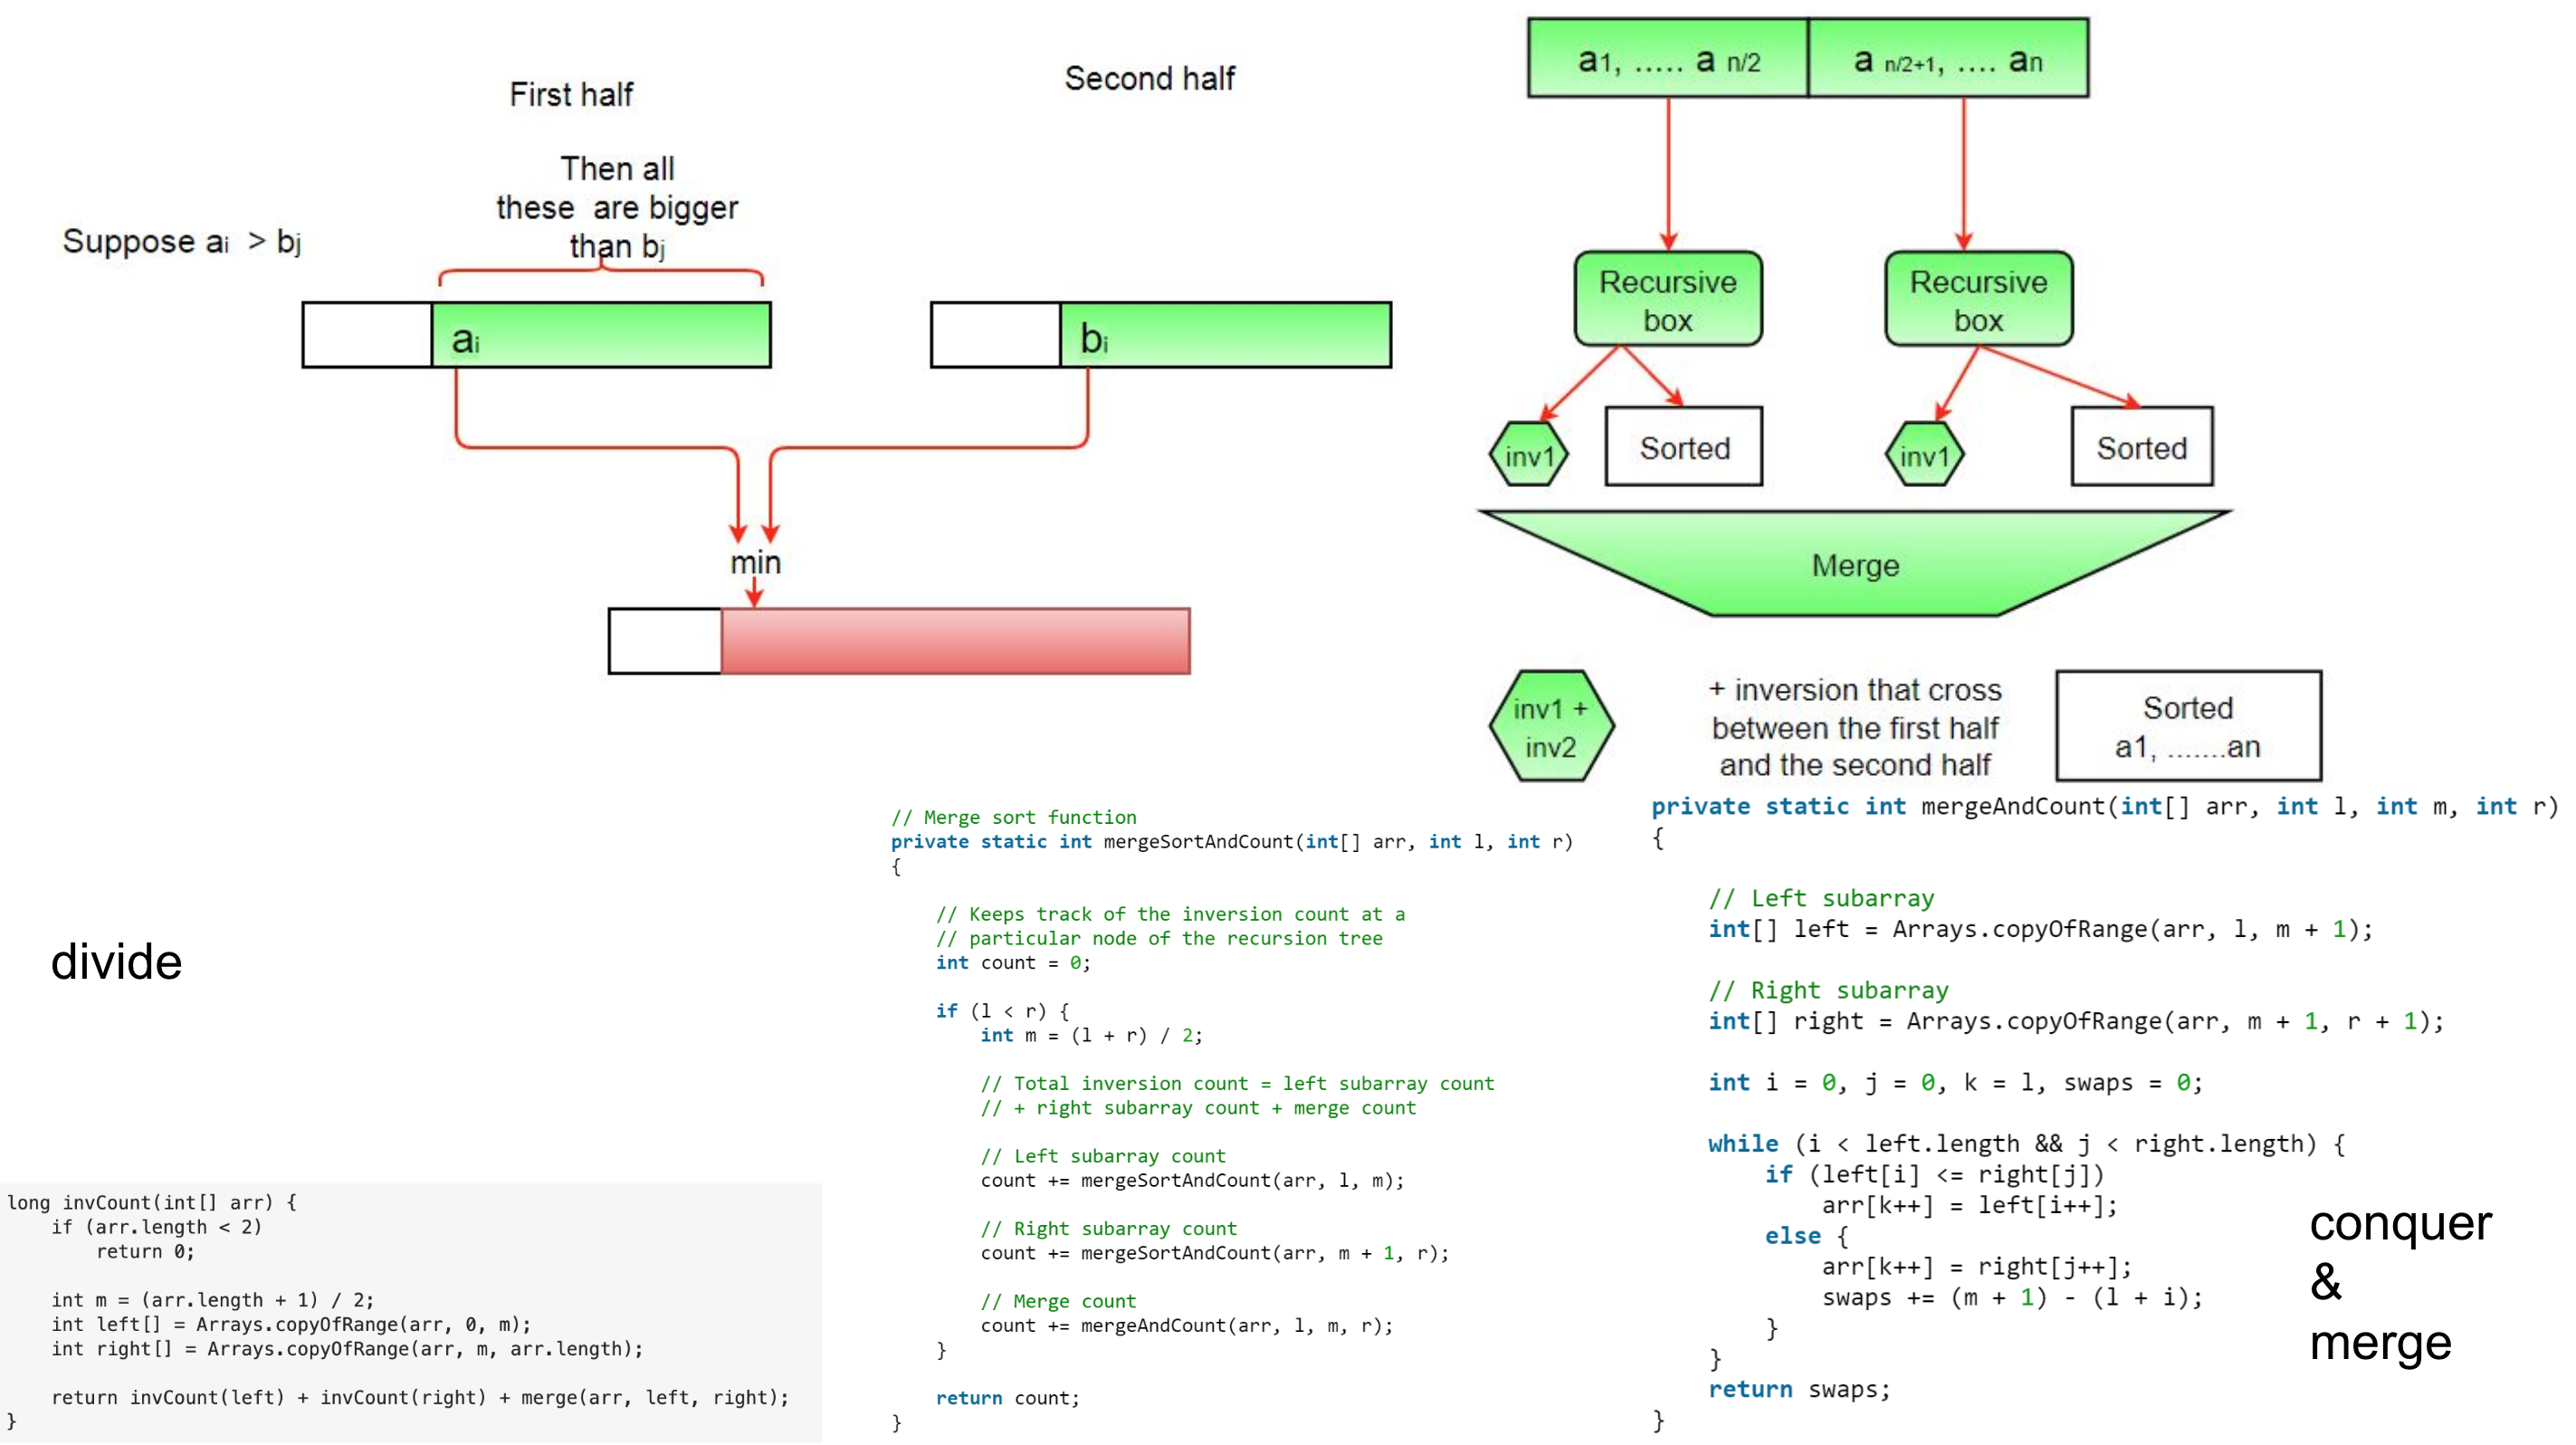 First half
Second half
Then all
these are bigger
than bj
Suppose ai > bj
ai
bi
min
a1, ..... a n/2
a n/2+1, .... an
Recursive
box
Recursive
box
inv1
Sorted
inv1
Sorted
Merge
inv1 +
inv2
+ inversion that cross
between the first half
and the second half
Sorted
a1, .......an
divide
long invCount(int[] arr) {
    if (arr.length < 2)
        return 0;
    int m = (arr.length + 1) / 2;
    int left[] = Arrays.copyOfRange(arr, 0, m);
    int right[] = Arrays.copyOfRange(arr, m, arr.length);
    return invCount(left) + invCount(right) + merge(arr, left, right);
}
// Merge sort function
private static int mergeSortAndCount(int[] arr, int l, int r)
{
    // Keeps track of the inversion count at a
    // particular node of the recursion tree
    int count = 0;
    if (l < r) {
        int m = (l + r) / 2;
        // Total inversion count = left subarray count
        // + right subarray count + merge count
        // Left subarray count
        count += mergeSortAndCount(arr, l, m);
        // Right subarray count
        count += mergeSortAndCount(arr, m + 1, r);
        // Merge count
        count += mergeAndCount(arr, l, m, r);
    }
    return count;
}
private static int mergeAndCount(int[] arr, int l, int m, int r)
{
    // Left subarray
    int[] left = Arrays.copyOfRange(arr, l, m + 1);
    // Right subarray
    int[] right = Arrays.copyOfRange(arr, m + 1, r + 1);
    int i = 0, j = 0, k = l, swaps = 0;
    while (i < left.length && j < right.length) {
        if (left[i] <= right[j])
            arr[k++] = left[i++];
        else {
            arr[k++] = right[j++];
            swaps += (m + 1) - (l + i);
        }
    }
    return swaps;
}
conquer
&
merge